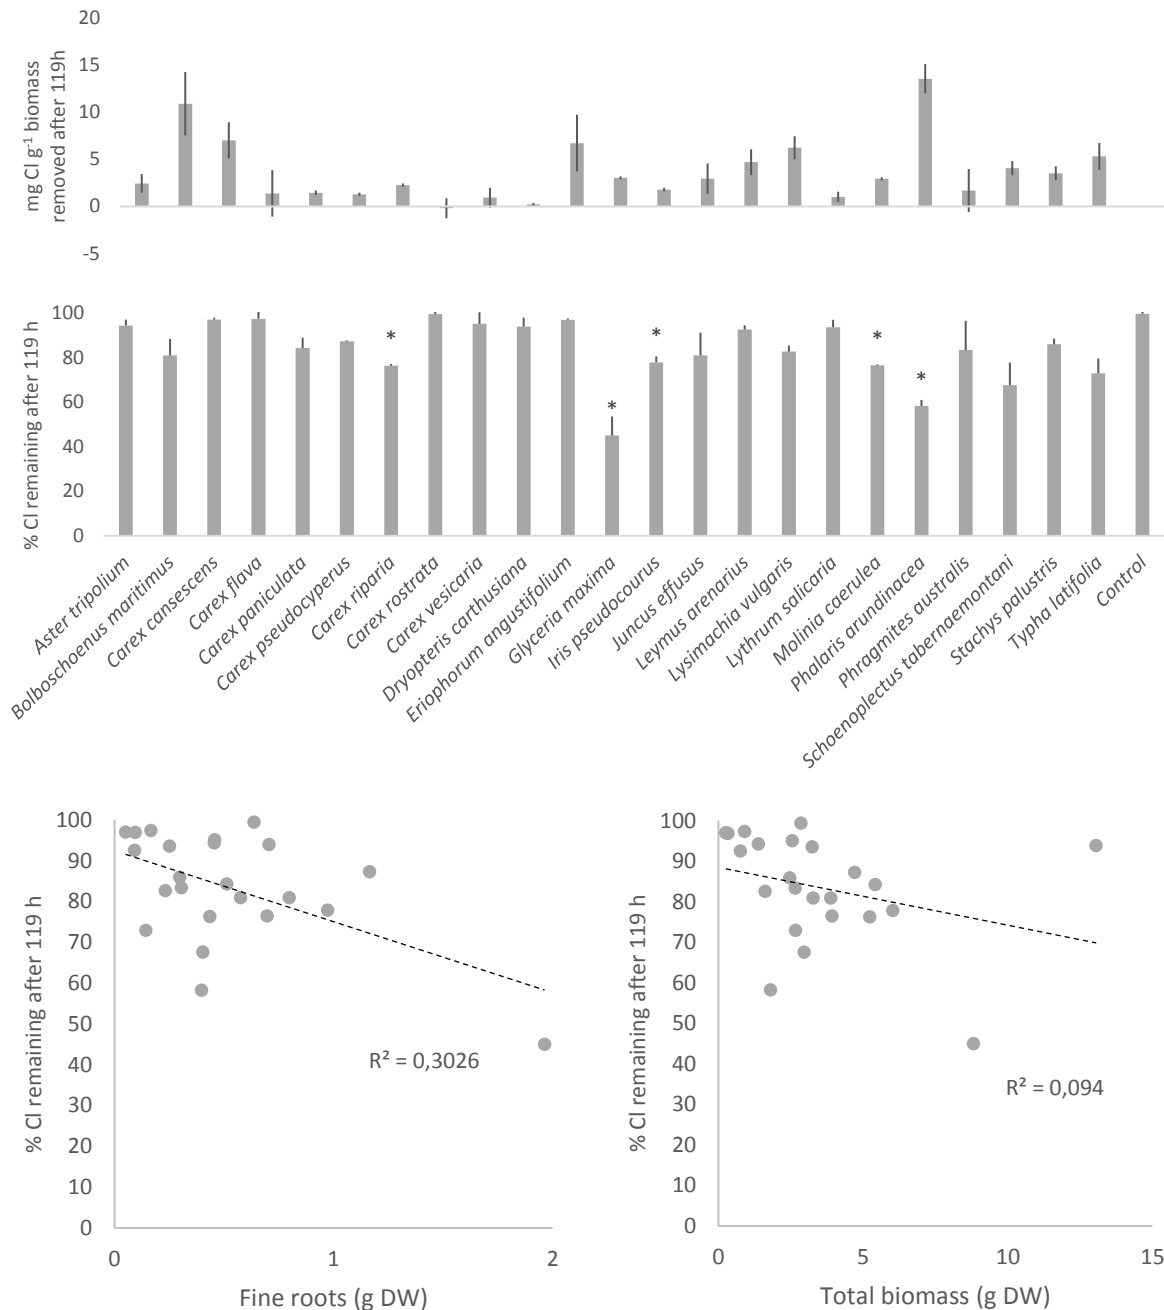 20
15
10
5
0
-5
mg Cl g⁻¹ biomass
removed after 119h
100
80
60
40
20
0
% Cl remaining after 119 h
*
*
*
*
*
Aster tripolium
Bolboschoenus maritimus
Carex cansescens
Carex flava
Carex paniculata
Carex pseudocyperus
Carex riparia
Carex rostrata
Carex vesicaria
Dryopteris carthusiana
Eriophorum angustifolium
Glyceria maxima
Iris pseudocourus
Juncus effusus
Leymus arenarius
Lysimachia vulgaris
Lythrum salicaria
Molinia caerulea
Phalaris arundinacea
Phragmites australis
Schoenoplectus tabernaemontani
Stachys palustris
Typha latifolia
Control
100
90
80
70
60
50
40
30
20
10
0
% Cl remaining after 119 h
R² = 0,3026
0
1
2
Fine roots (g DW)
100
90
80
70
60
50
40
30
20
10
0
% Cl remaining after 119 h
R² = 0,094
0
5
10
15
Total biomass (g DW)